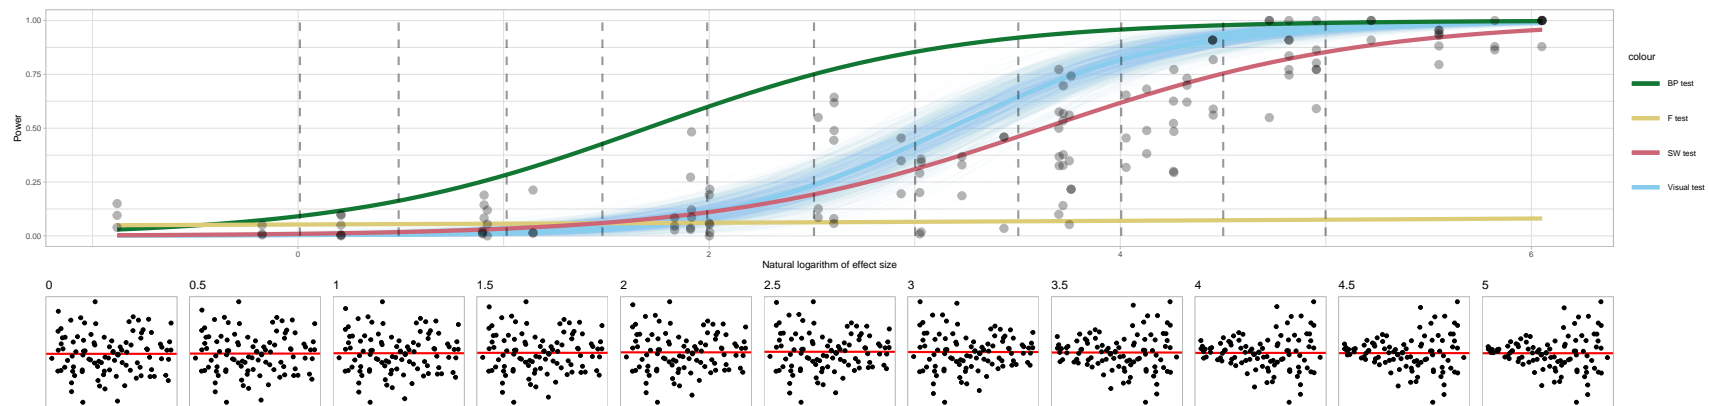 1.00
0.75
0.50
0.25
0.00
Power
0 2 4 6
Natural logarithm of effect size
colour
BP test
F test
SW test
Visual test
0 0.5 1 1.5 2 2.5 3 3.5 4 4.5 5